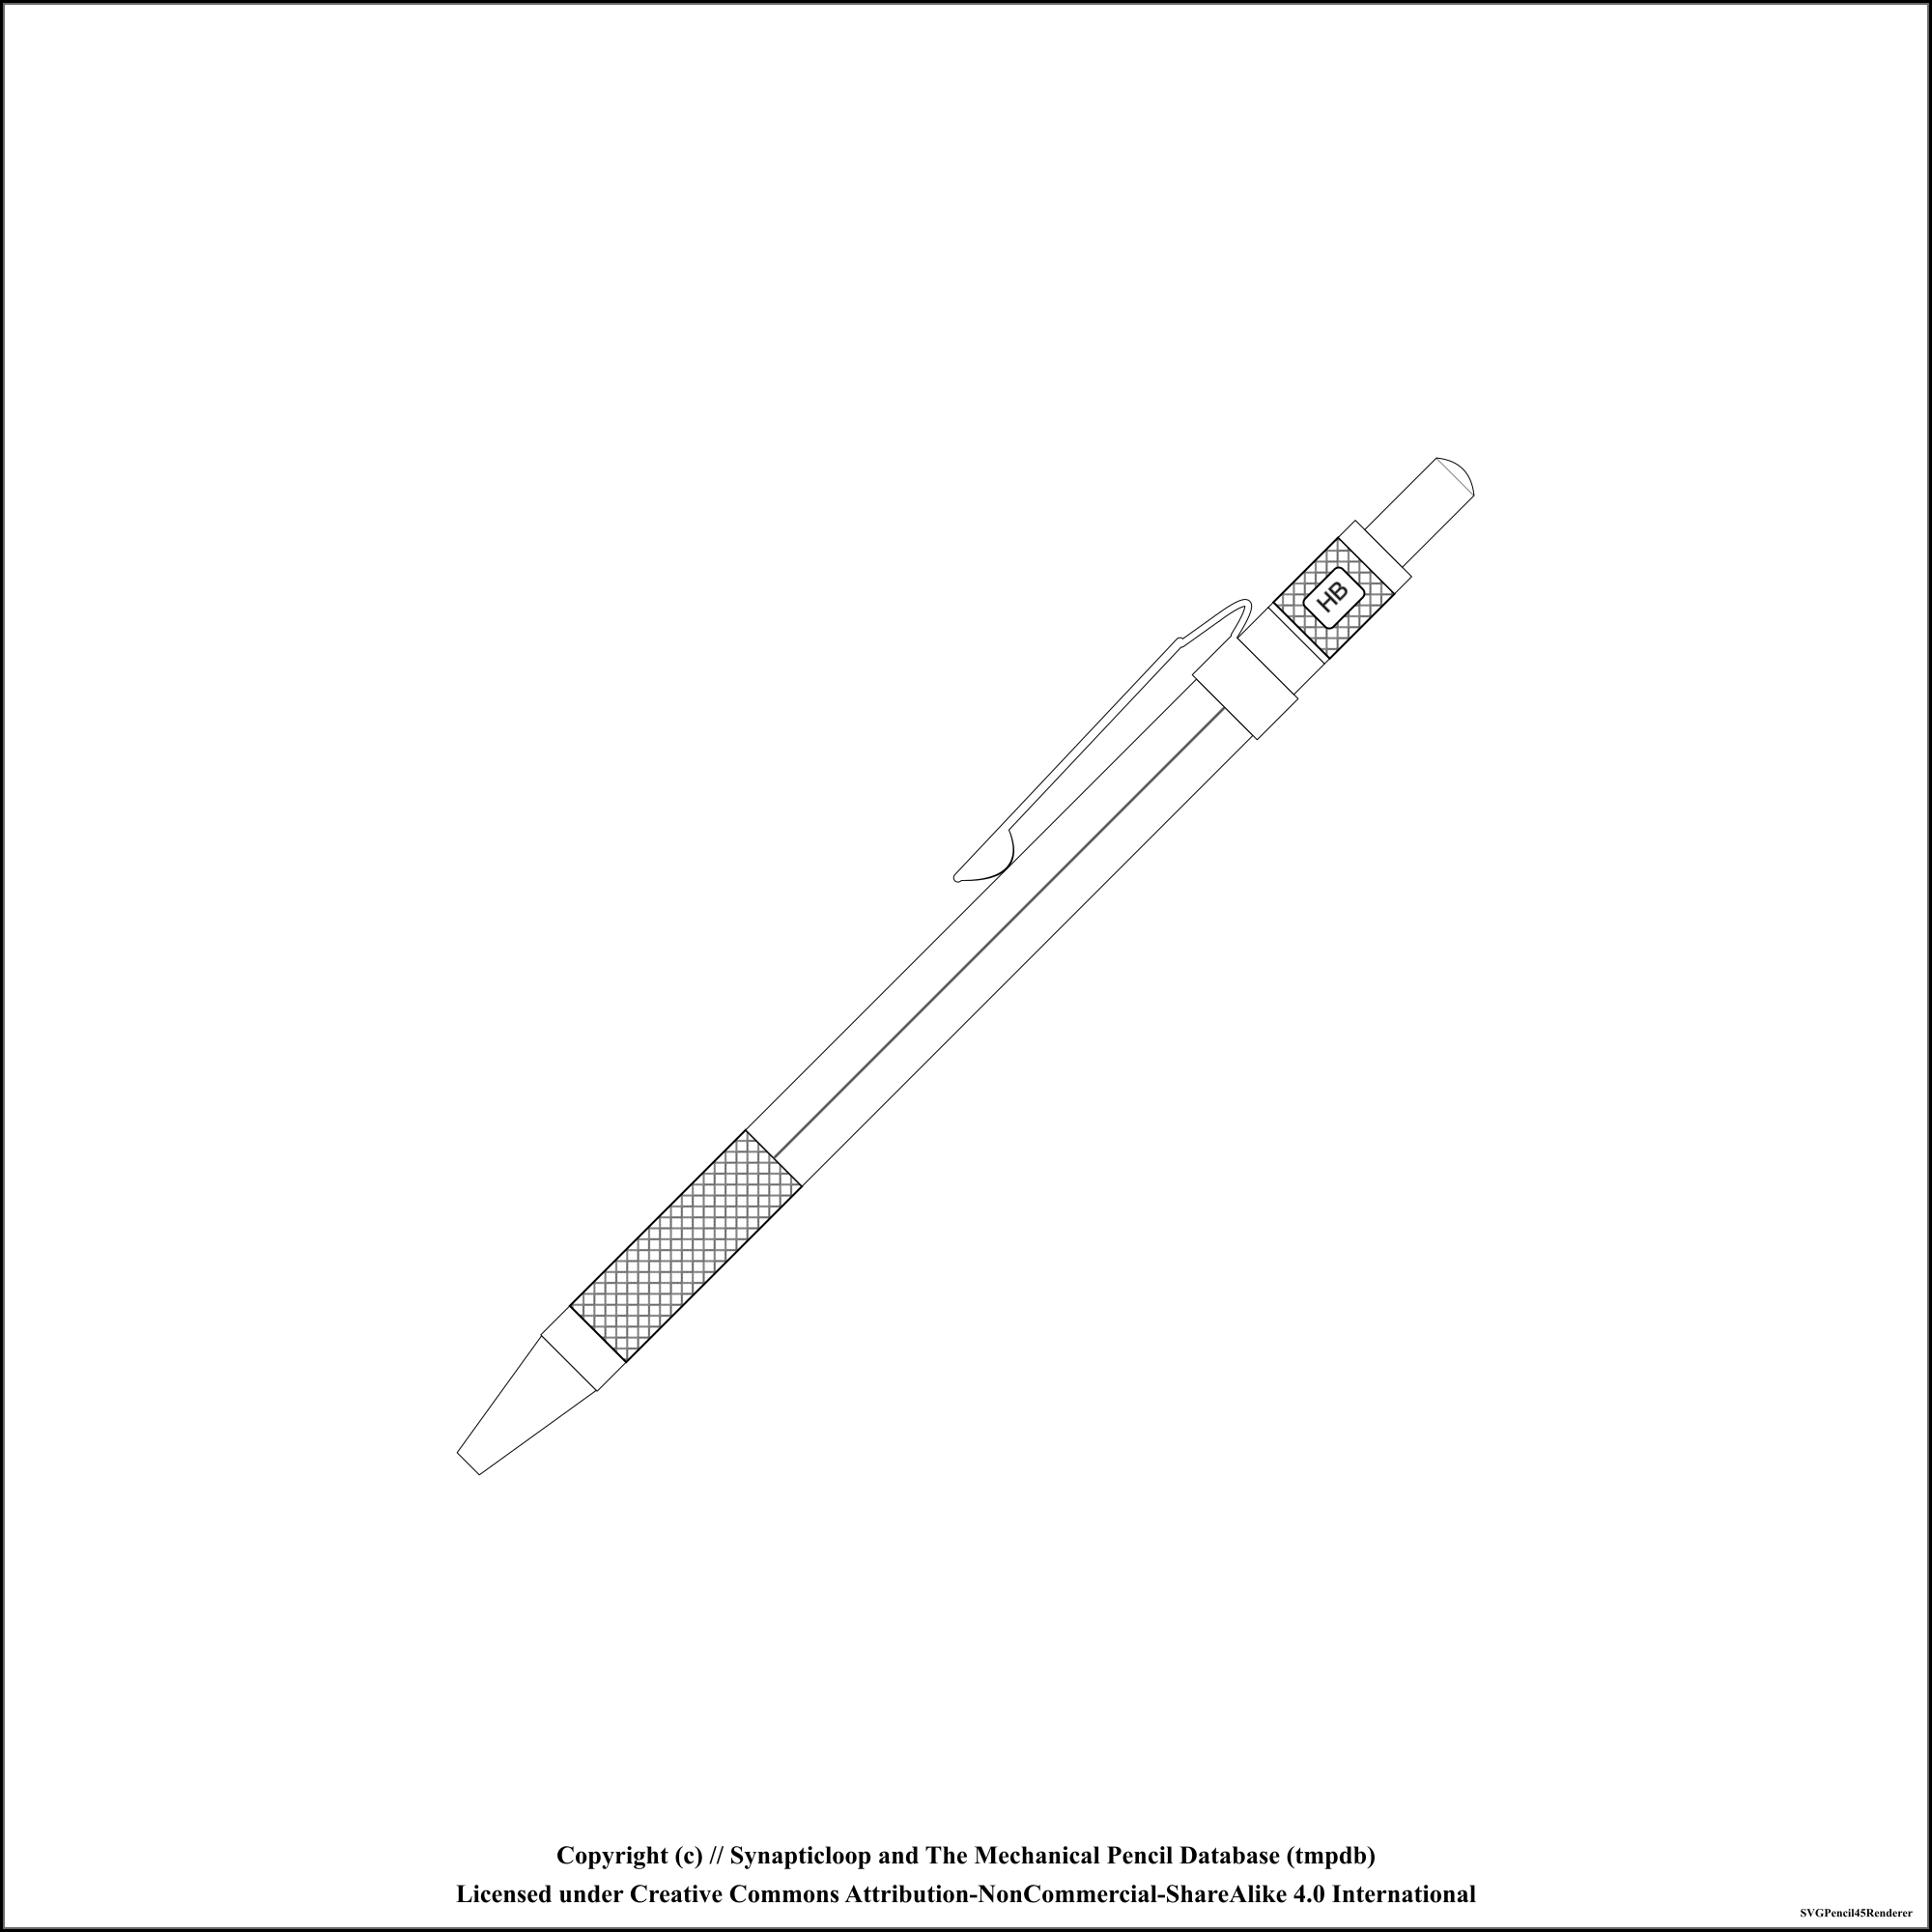 HB
Copyright (c) // Synapticloop and The Mechanical Pencil Database (tmpdb)
Licensed under Creative Commons Attribution-NonCommercial-ShareAlike 4.0 International
SVGPencil45Renderer